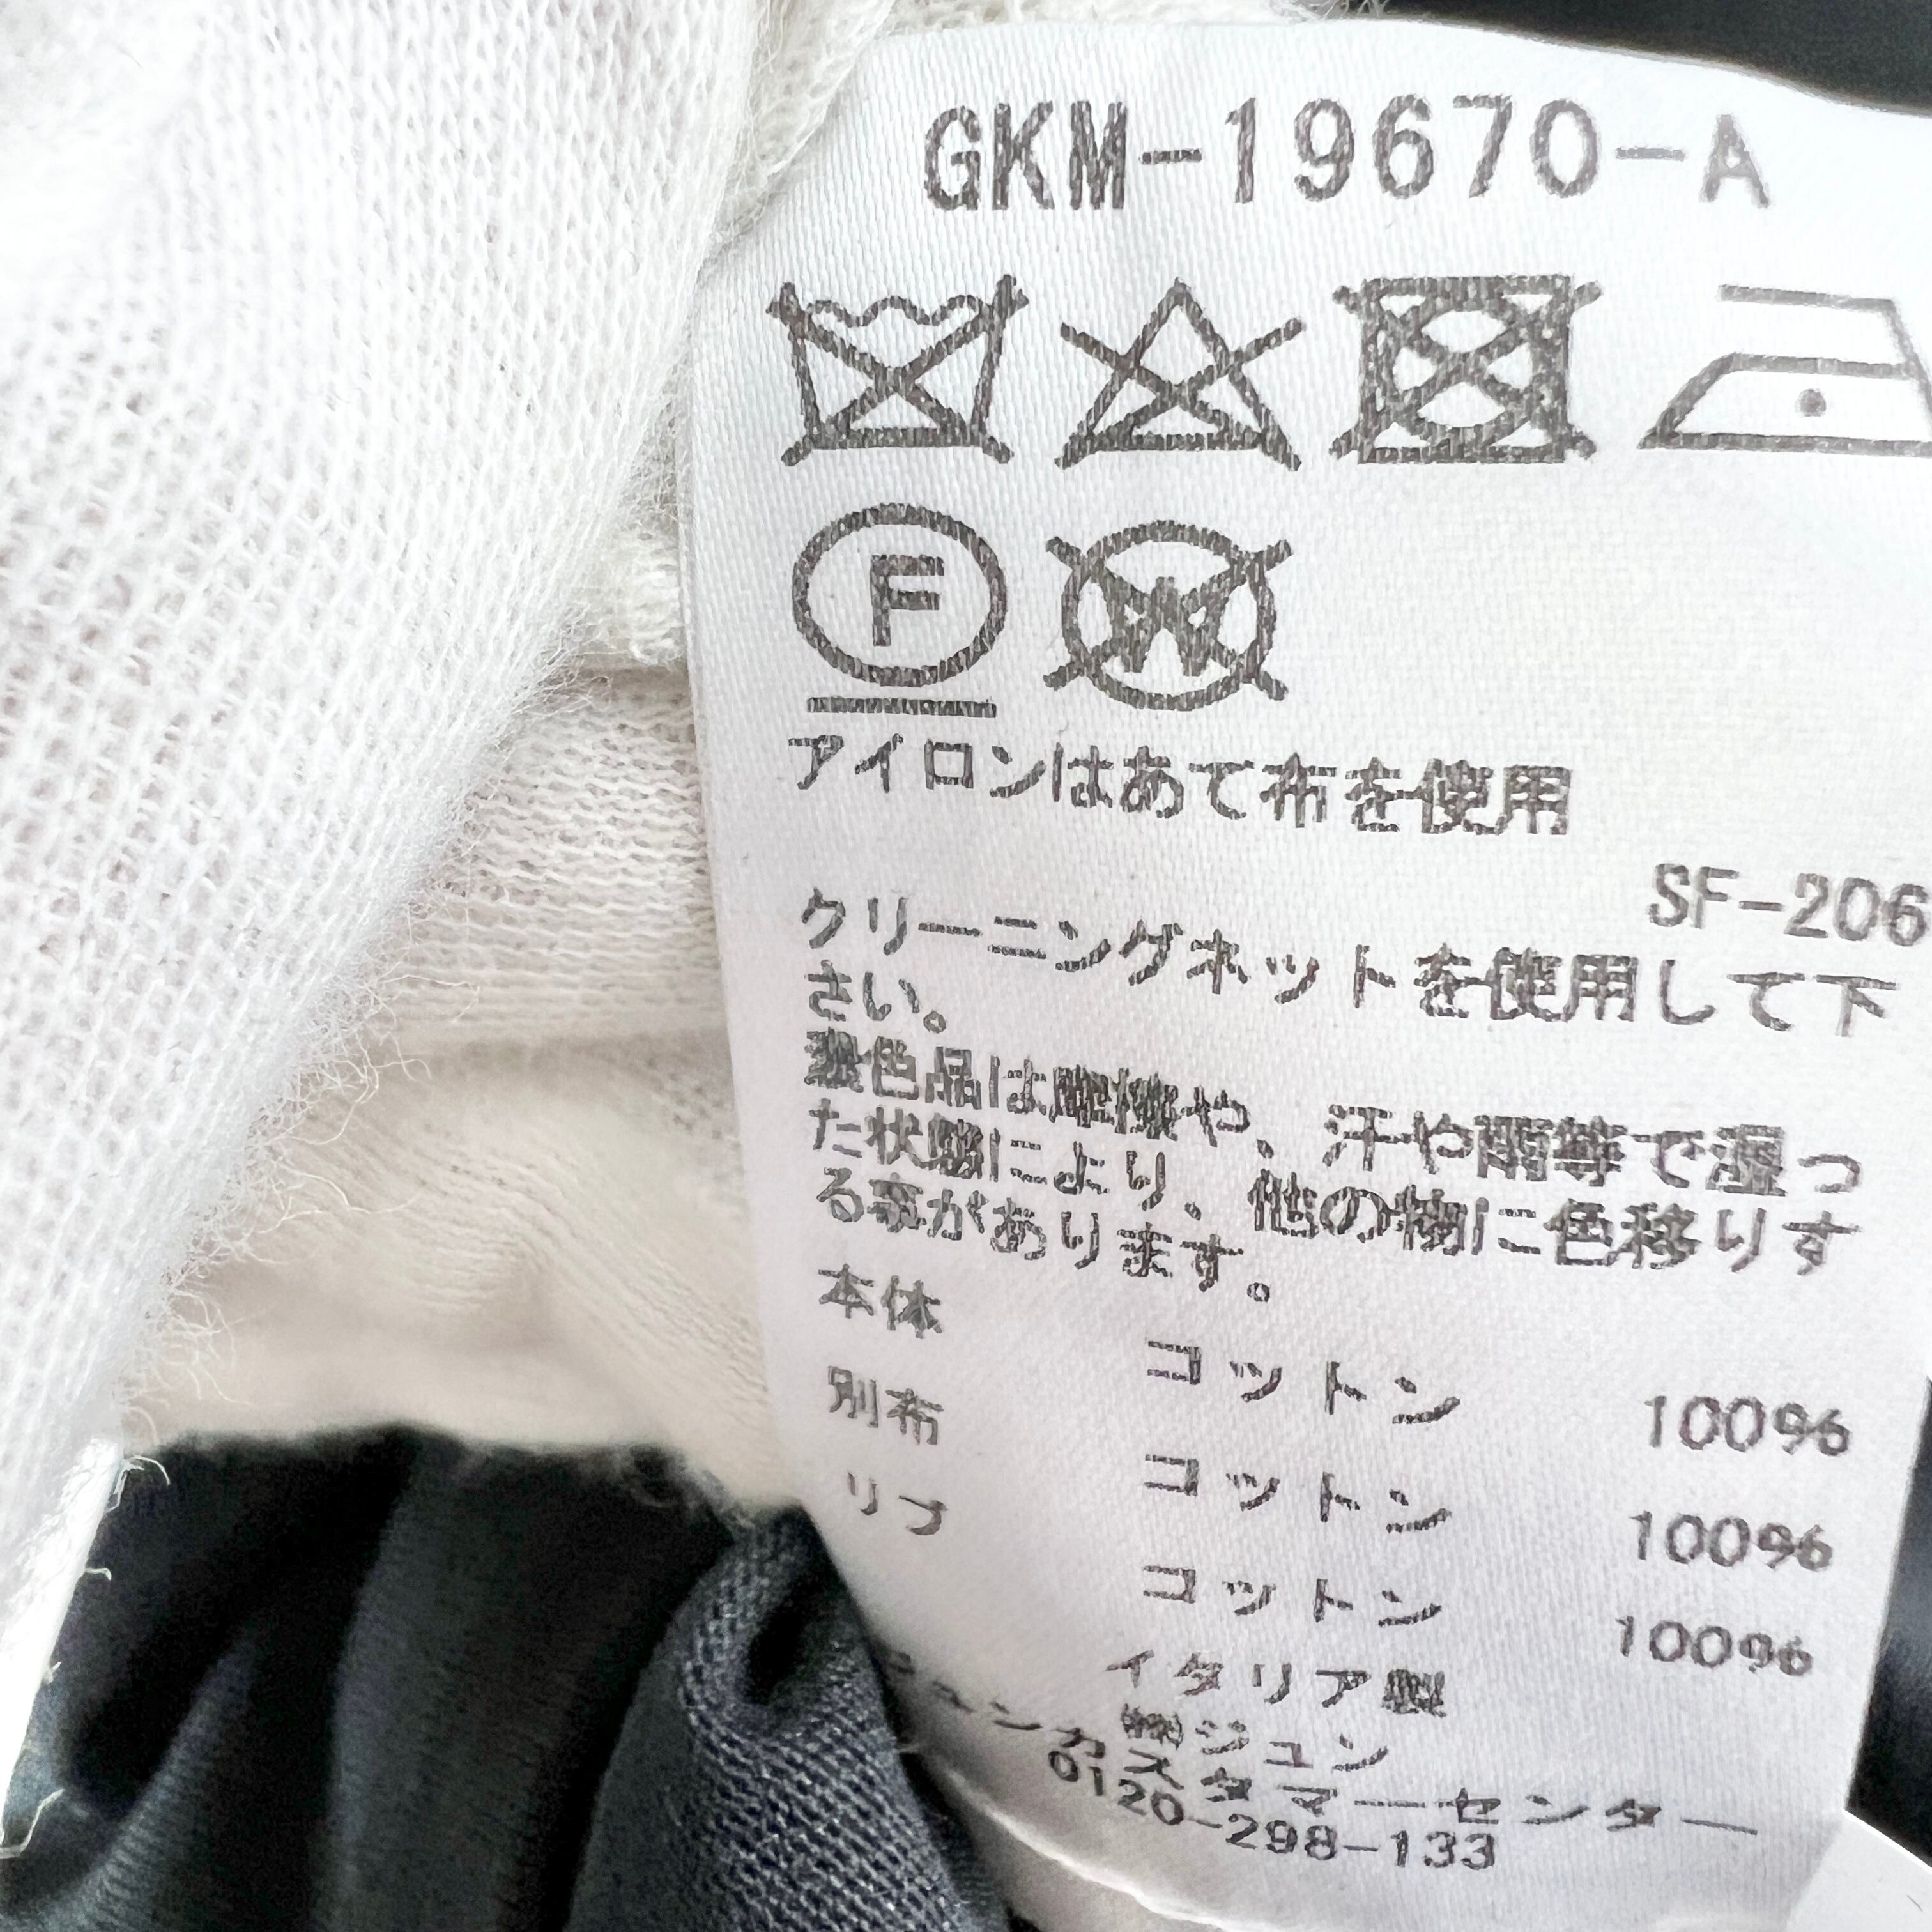 GKM-19670-A
F
W
アイロンはあて布を使用
SF-206
クリーニングネットを使用して下
さい。
濃色品は摩擦や、汗や雨等で湿っ
た状態により、他の物に色移りす
る事があります。
本体 コットン 100%
別布 コットン 100%
リブ コットン 100%
イタリア製
㈱ジュン
ジュンカスタマーセンター
0120-298-133